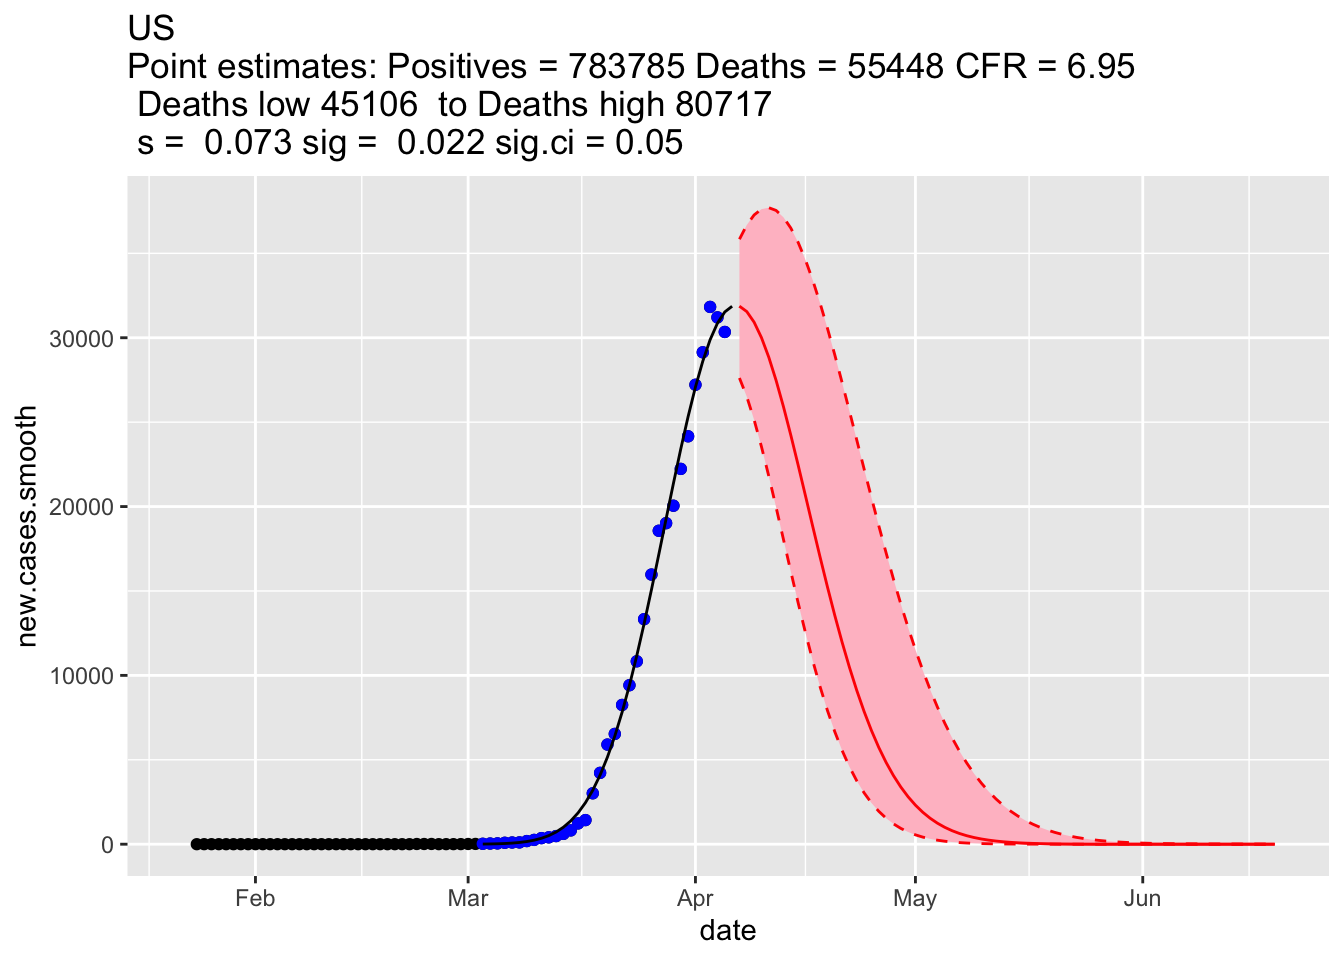 US
Point estimates: Positives = 783785 Deaths = 55448 CFR = 6.95
Deaths low 45106  to Deaths high 80717
s =  0.073 sig =  0.022 sig.ci = 0.05
new.cases.smooth
30000
20000
10000
0
Feb Mar Apr May Jun
date